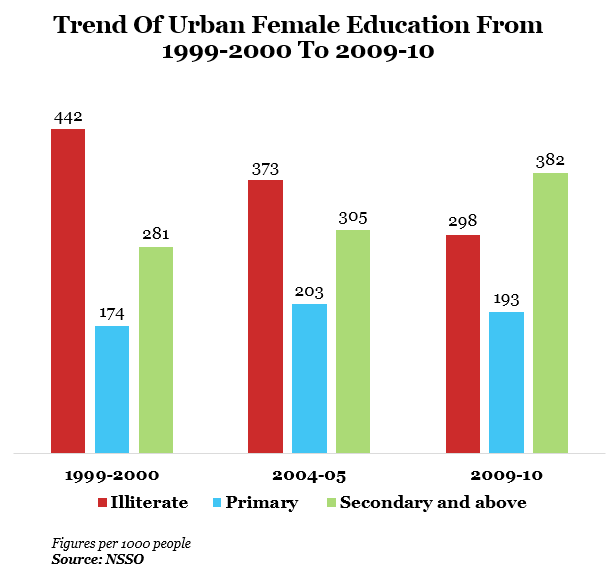 Trend Of Urban Female Education From
1999-2000 To 2009-10
442
174
281
373
203
305
298
193
382
1999-2000
2004-05
2009-10
Illiterate
Primary
Secondary and above
Figures per 1000 people
Source: NSSO